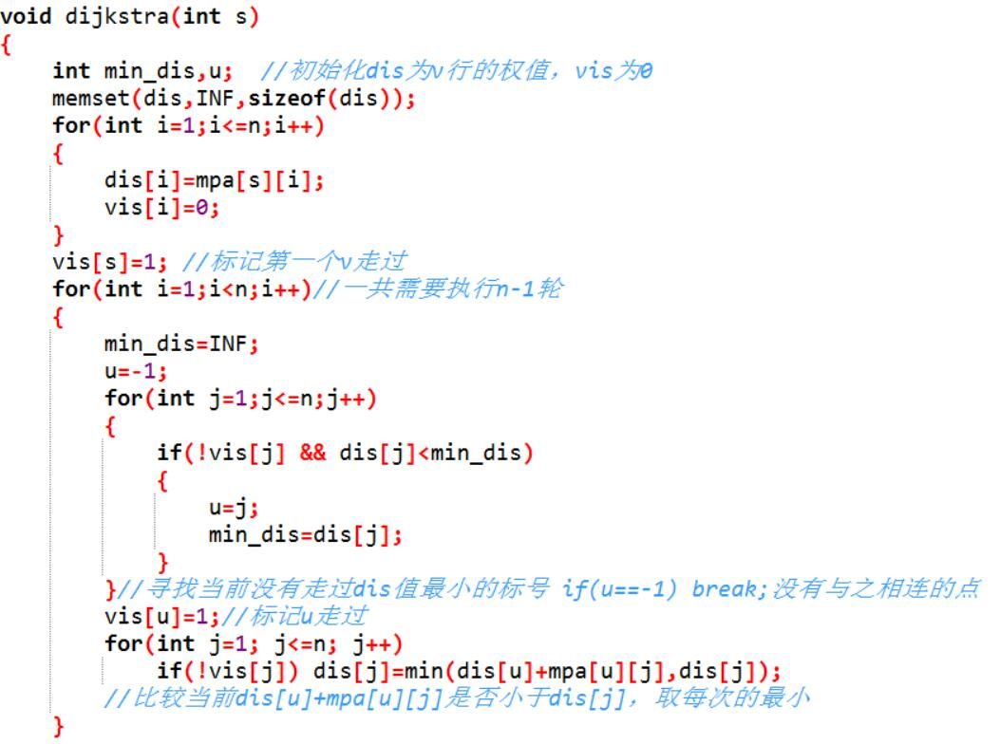 void dijkstra(int s)
{
    int min_dis,u;  //初始化dis为v行的权值，vis为0
    memset(dis,INF,sizeof(dis));
    for(int i=1;i<=n;i++)
    {
        dis[i]=mpa[s][i];
        vis[i]=0;
    }
    vis[s]=1; //标记第一个v走过
    for(int i=1;i<n;i++)//一共需要执行n-1轮
    {
        min_dis=INF;
        u=-1;
        for(int j=1;j<=n;j++)
        {
            if(!vis[j] && dis[j]<min_dis)
            {
                u=j;
                min_dis=dis[j];
            }
        }//寻找当前没有走过dis值最小的标号 if(u==-1) break;没有与之相连的点
        vis[u]=1;//标记u走过
        for(int j=1; j<=n; j++)
            if(!vis[j]) dis[j]=min(dis[u]+mpa[u][j],dis[j]);
        //比较当前dis[u]+mpa[u][j]是否小于dis[j]，取每次的最小
    }